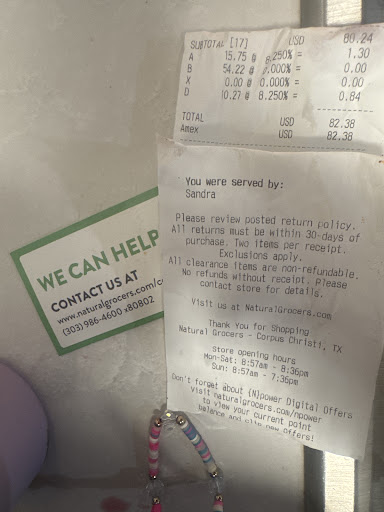 SUBTOTAL [17] USD 80.24
A 15.75 @ 8.250% = 1.30
B 54.22 @ 0.000% = 0.00
X 0.00 @ 0.000% = 0.00
D 10.27 @ 8.250% = 0.84
TOTAL USD 82.38
Amex USD 82.38
You were served by:
Sandra
Please review posted return policy.
All returns must be within 30-days of
purchase. Two items per receipt.
Exclusions apply.
All clearance items are non-refundable.
No refunds without receipt. Please
contact store for details.
Visit us at NaturalGrocers.com
Thank You for Shopping
Natural Grocers - Corpus Christi, TX
Store opening hours
Mon-Sat: 8:57am - 8:36pm
Sun: 8:57am - 7:36pm
Don't forget about {N}power Digital Offers
Visit naturalgrocers.com/npower
to view your current point
balance and clip new offers!
WE CAN HELP
CONTACT US AT
www.naturalgrocers.com/c
(303) 986-4600 x80802